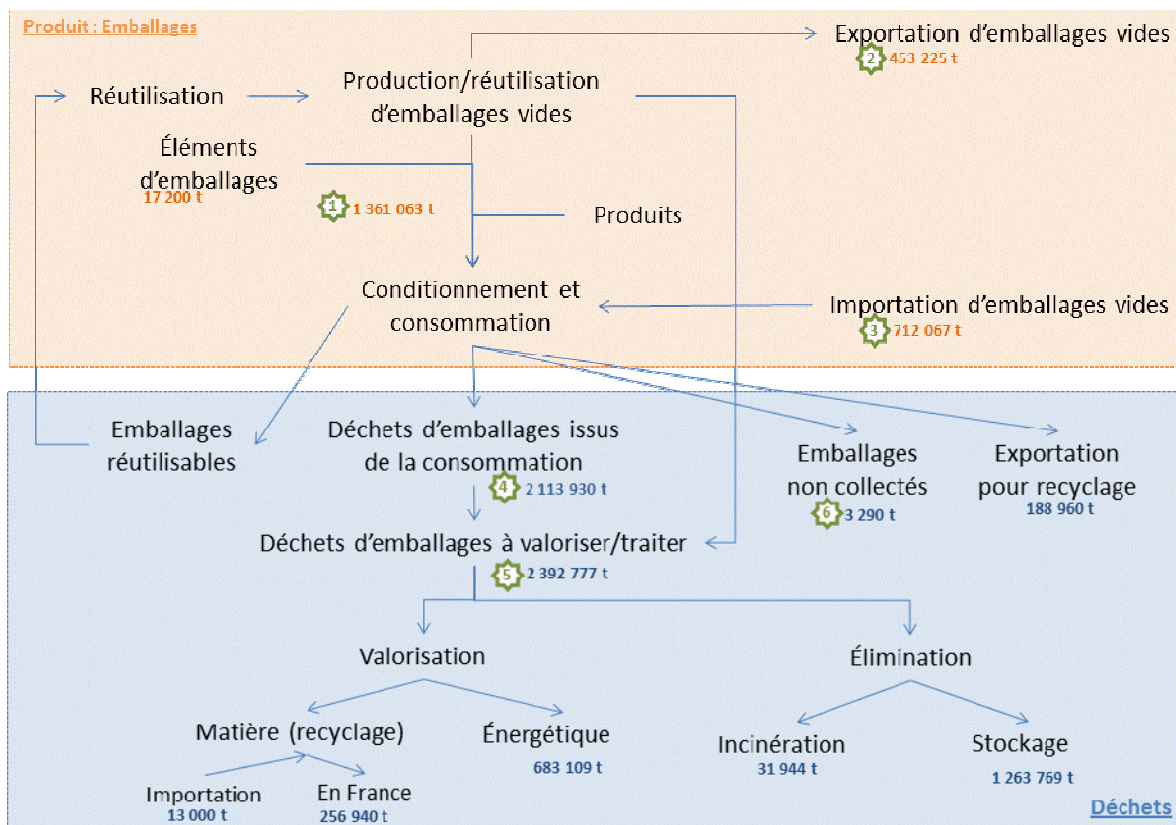 Produit : Emballages
Exportation d'emballages vides
2 453 225 t
Réutilisation
Production/réutilisation
d'emballages vides
Éléments
d'emballages
17 200 t
1 1 361 063 t
Produits
Conditionnement et
consommation
Importation d'emballages vides
3 712 067 t
Emballages
réutilisables
Déchets d'emballages issus
de la consommation
4 2 113 930 t
Emballages
non collectés
6 3 290 t
Exportation
pour recyclage
188 960 t
Déchets d'emballages à valoriser/traiter
5 2 392 777 t
Valorisation
Élimination
Matière (recyclage)
Énergétique
683 109 t
Incinération
31 944 t
Stockage
1 263 769 t
Importation
13 000 t
En France
256 940 t
Déchets